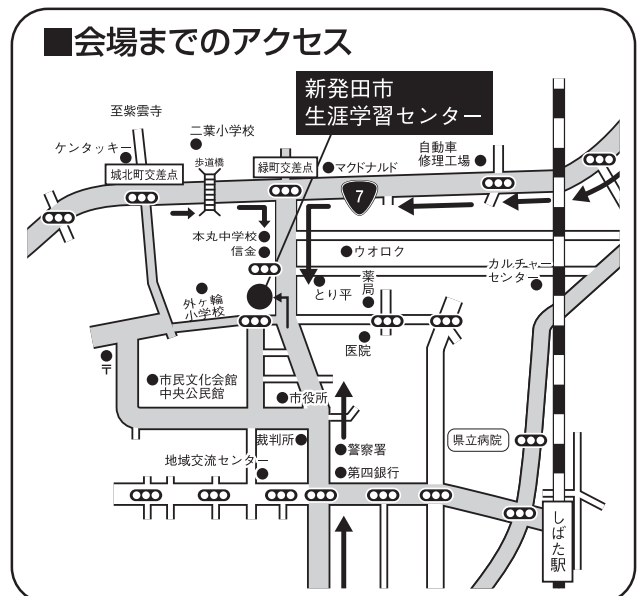 ■会場までのアクセス
新発田市
生涯学習センター
至紫雲寺
二葉小学校
ケンタッキー
歩道橋
城北町交差点
緑町交差点
マクドナルド
自動車
修理工場
7
本丸中学校
信金
ウオロク
カルチャー
センター
とり平
薬局
外ヶ輪
小学校
医院
〒
市民文化会館
中央公民館
市役所
裁判所
警察署
県立病院
地域交流センター
第四銀行
しばた駅